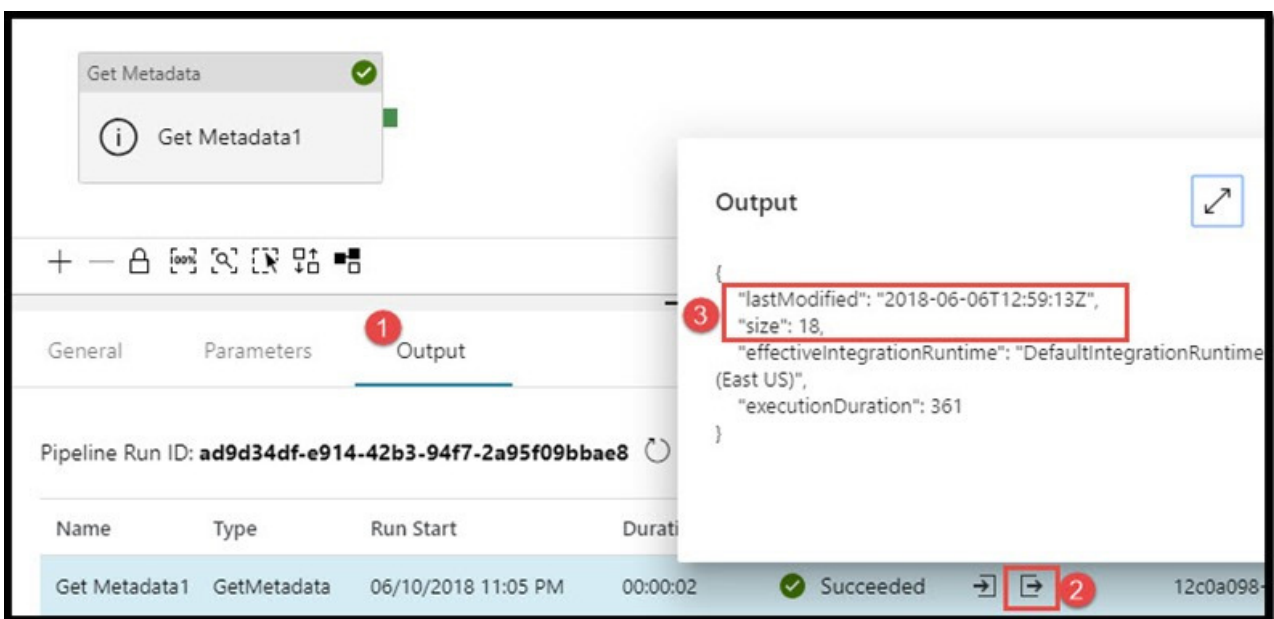 Get Metadata
i Get Metadata1
100%
General Parameters 1 Output
Pipeline Run ID: ad9d34df-e914-42b3-94f7-2a95f09bbae8
Name Type Run Start Durati
Get Metadata1 GetMetadata 06/10/2018 11:05 PM 00:00:02 Succeeded 2 12c0a098-
Output
{
"lastModified": "2018-06-06T12:59:13Z",
3 "size": 18,
"effectiveIntegrationRuntime": "DefaultIntegrationRuntime
(East US)",
"executionDuration": 361
}